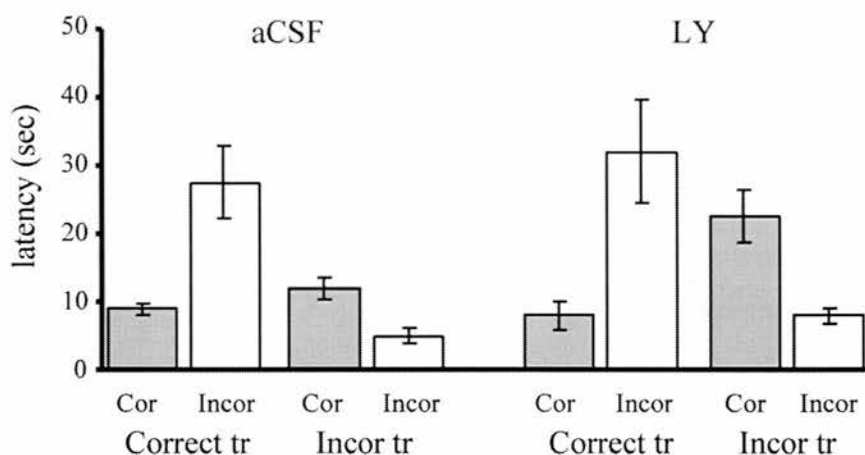 aCSF LY
latency (sec)
50
40
30
20
10
0
Cor Incor Cor Incor Cor Incor Cor Incor
Correct tr Incor tr Correct tr Incor tr